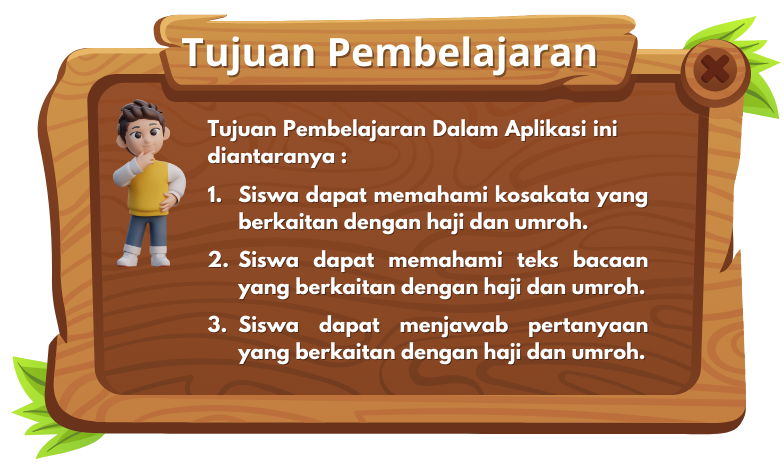 Tujuan Pembelajaran
Tujuan Pembelajaran Dalam Aplikasi ini
diantaranya :
1. Siswa dapat memahami kosakata yang
berkaitan dengan haji dan umroh.
2. Siswa dapat memahami teks bacaan
yang berkaitan dengan haji dan umroh.
3. Siswa dapat menjawab pertanyaan
yang berkaitan dengan haji dan umroh.